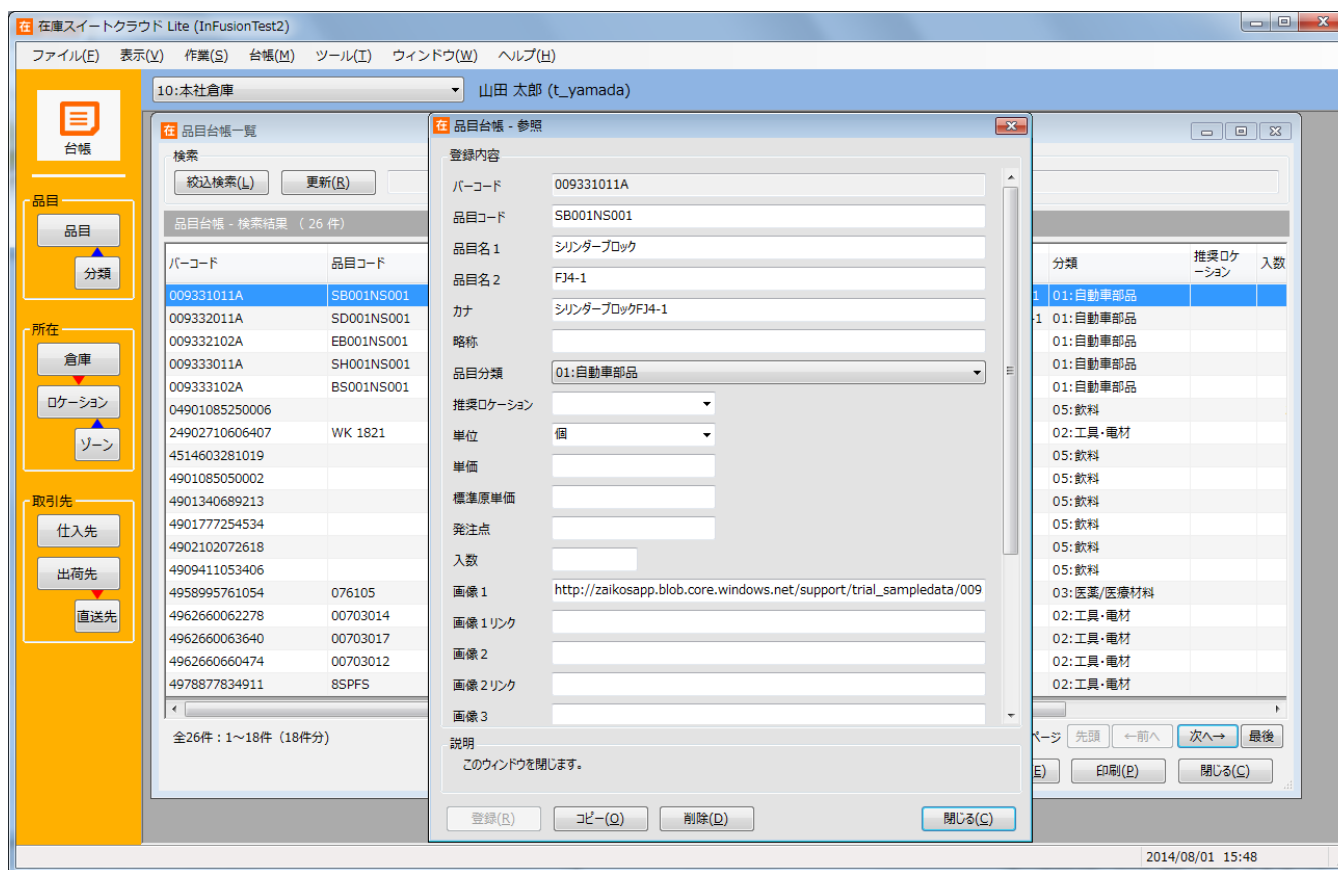 在庫スイートクラウド Lite (InFusionTest2)
ファイル(F) 表示(V) 作業(S) 台帳(M) ツール(T) ウィンドウ(W) ヘルプ(H)
台帳
品目
品目
分類
所在
倉庫
ロケーション
ゾーン
取引先
仕入先
出荷先
直送先
10:本社倉庫 山田 太郎 (t_yamada)
品目台帳一覧
検索
絞込検索(L) 更新(R)
品目台帳 - 検索結果 ( 26 件)
バーコード 品目コード 分類 推奨ロケーション 入数
009331011A SB001NS001 1 01:自動車部品
009332011A SD001NS001 -1 01:自動車部品
009332102A EB001NS001 01:自動車部品
009333011A SH001NS001 01:自動車部品
009333102A BS001NS001 01:自動車部品
04901085250006 05:飲料
24902710606407 WK 1821 02:工具・電材
4514603281019 05:飲料
4901085050002 05:飲料
4901340689213 05:飲料
4901777254534 05:飲料
4902102072618 05:飲料
4909411053406 05:飲料
4958995761054 076105 03:医薬/医療材料
4962660062278 00703014 02:工具・電材
4962660063640 00703017 02:工具・電材
4962660660474 00703012 02:工具・電材
4978877834911 8SPFS 02:工具・電材
全26件：1～18件 (18件分) ページ 先頭 ←前へ 次へ→ 最後
(E) 印刷(P) 閉じる(C)
品目台帳 - 参照
登録内容
バーコード 009331011A
品目コード SB001NS001
品目名1 シリンダーブロック
品目名2 FJ4-1
カナ シリンダーブロックFJ4-1
略称
品目分類 01:自動車部品
推奨ロケーション
単位 個
単価
標準原単価
発注点
入数
画像1 http://zaikosapp.blob.core.windows.net/support/trial_sampledata/009
画像1リンク
画像2
画像2リンク
画像3
説明
このウィンドウを閉じます。
登録(R) コピー(O) 削除(D) 閉じる(C)
2014/08/01 15:48